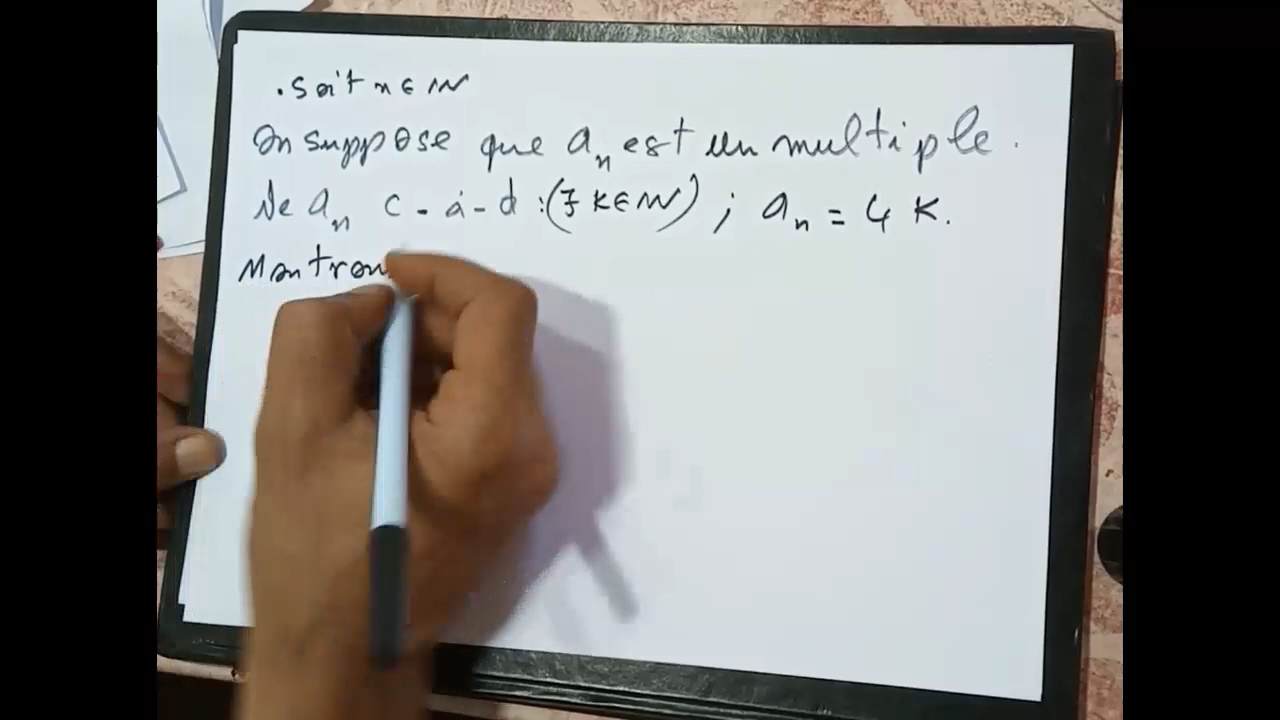 . Soit n ∈ ℕ
On suppose que aₙ est un multiple .
de aₙ c-à-d :(∃ k ∈ ℕ) ; aₙ = 4 k.
Montron